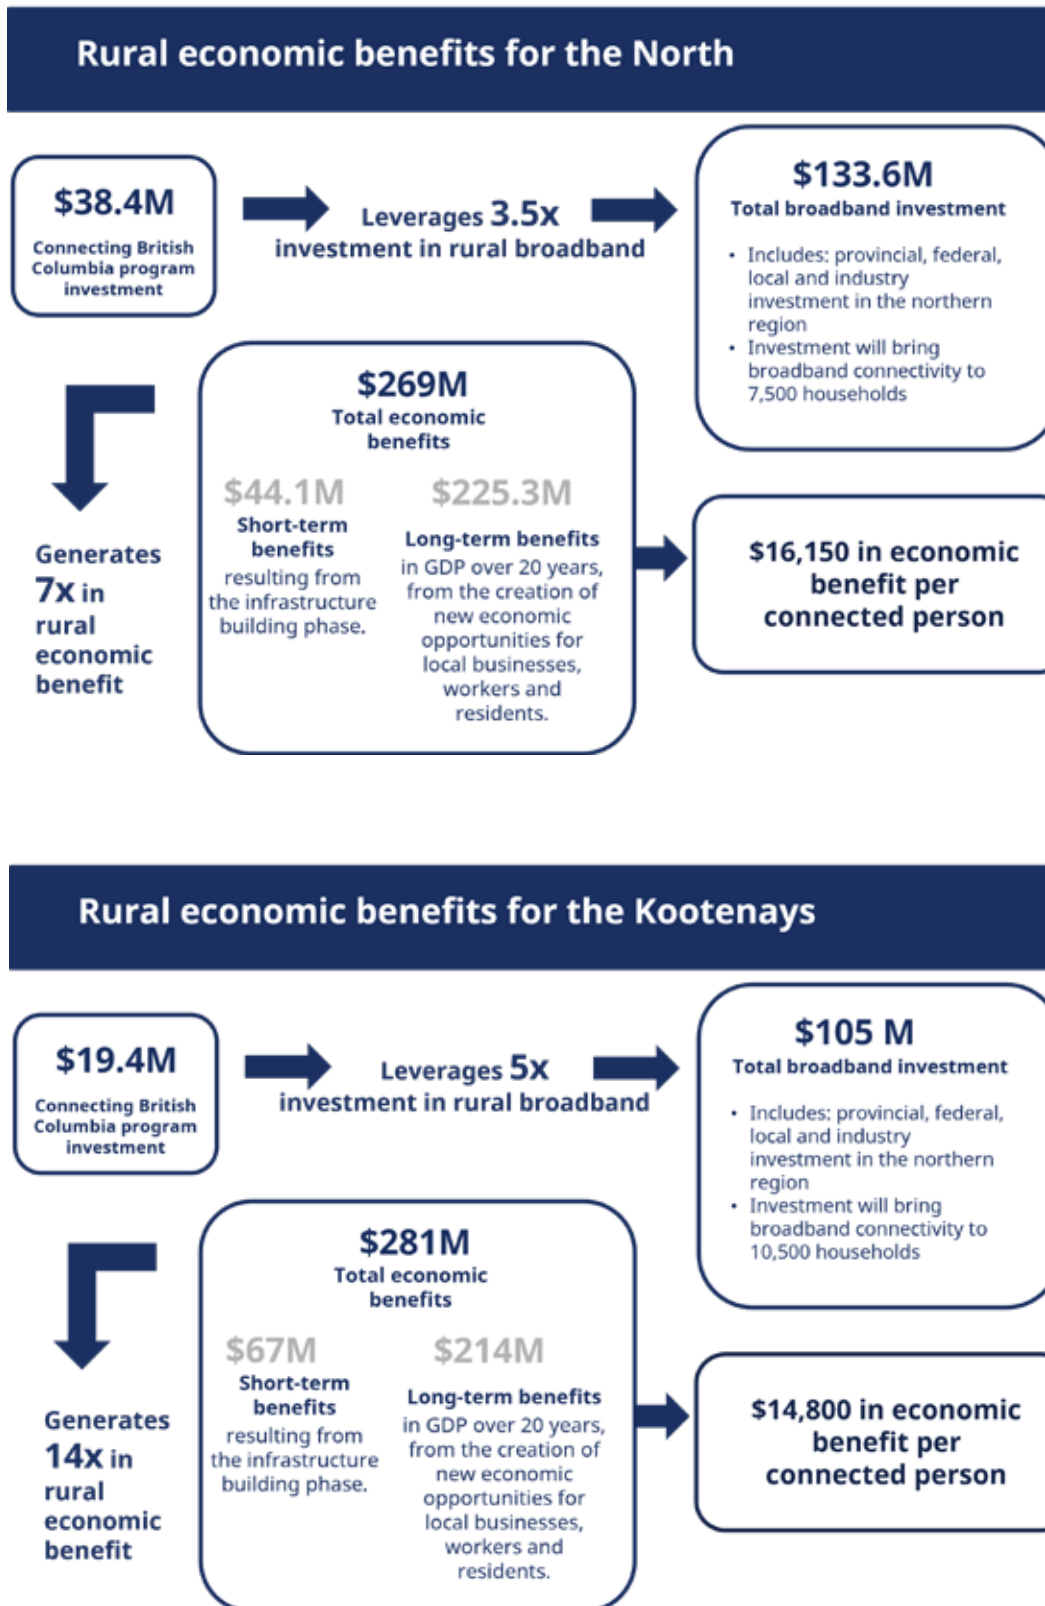 Rural economic benefits for the North
$38.4M
Connecting British
Columbia program
investment
Leverages 3.5x
investment in rural broadband
$133.6M
Total broadband investment
• Includes: provincial, federal,
local and industry
investment in the northern
region
• Investment will bring
broadband connectivity to
7,500 households
Generates
7x in
rural
economic
benefit
$269M
Total economic
benefits
$44.1M
Short-term
benefits
resulting from
the infrastructure
building phase.
$225.3M
Long-term benefits
in GDP over 20 years,
from the creation of
new economic
opportunities for
local businesses,
workers and
residents.
$16,150 in economic
benefit per
connected person
Rural economic benefits for the Kootenays
$19.4M
Connecting British
Columbia program
investment
Leverages 5x
investment in rural broadband
$105 M
Total broadband investment
• Includes: provincial, federal,
local and industry
investment in the northern
region
• Investment will bring
broadband connectivity to
10,500 households
Generates
14x in
rural
economic
benefit
$281M
Total economic
benefits
$67M
Short-term
benefits
resulting from
the infrastructure
building phase.
$214M
Long-term benefits
in GDP over 20 years,
from the creation of
new economic
opportunities for
local businesses,
workers and
residents.
$14,800 in economic
benefit per
connected person